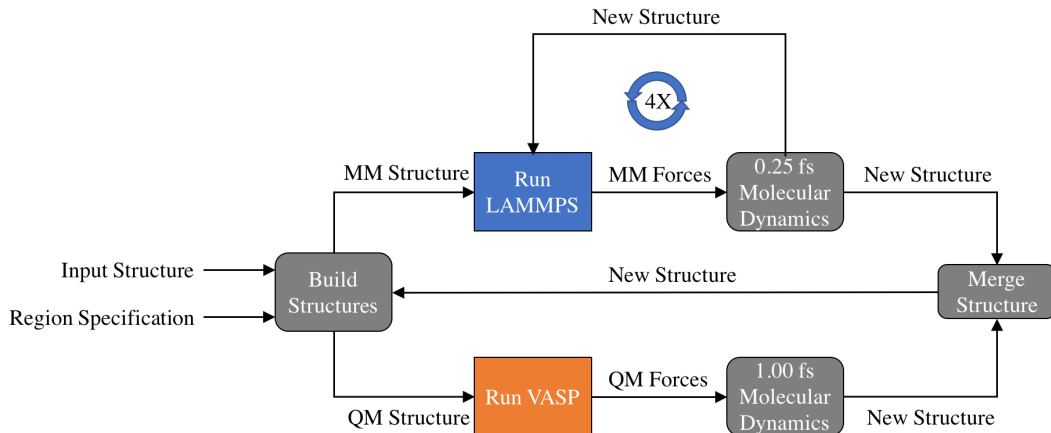 New Structure
4X
MM Structure
Run
LAMMPS
MM Forces
0.25 fs
Molecular
Dynamics
New Structure
Input Structure
Region Specification
Build
Structures
New Structure
Merge
Structure
QM Structure
Run VASP
QM Forces
1.00 fs
Molecular
Dynamics
New Structure